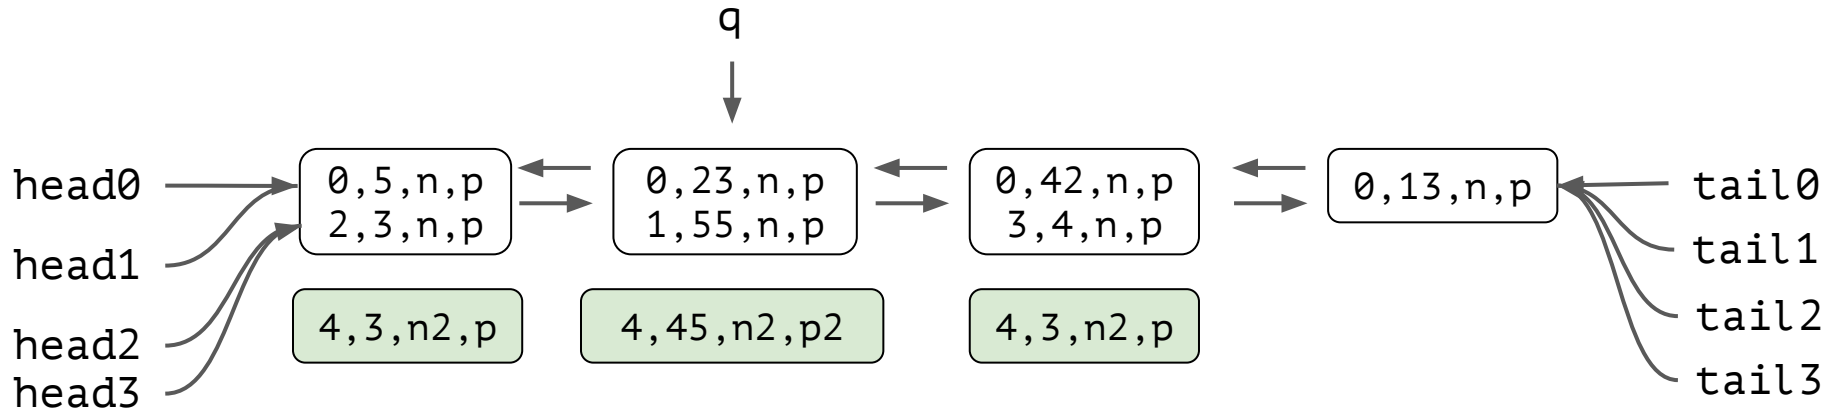 q
head0
head1
head2
head3
0,5,n,p
2,3,n,p
4,3,n2,p
0,23,n,p
1,55,n,p
4,45,n2,p2
0,42,n,p
3,4,n,p
4,3,n2,p
0,13,n,p
tail0
tail1
tail2
tail3